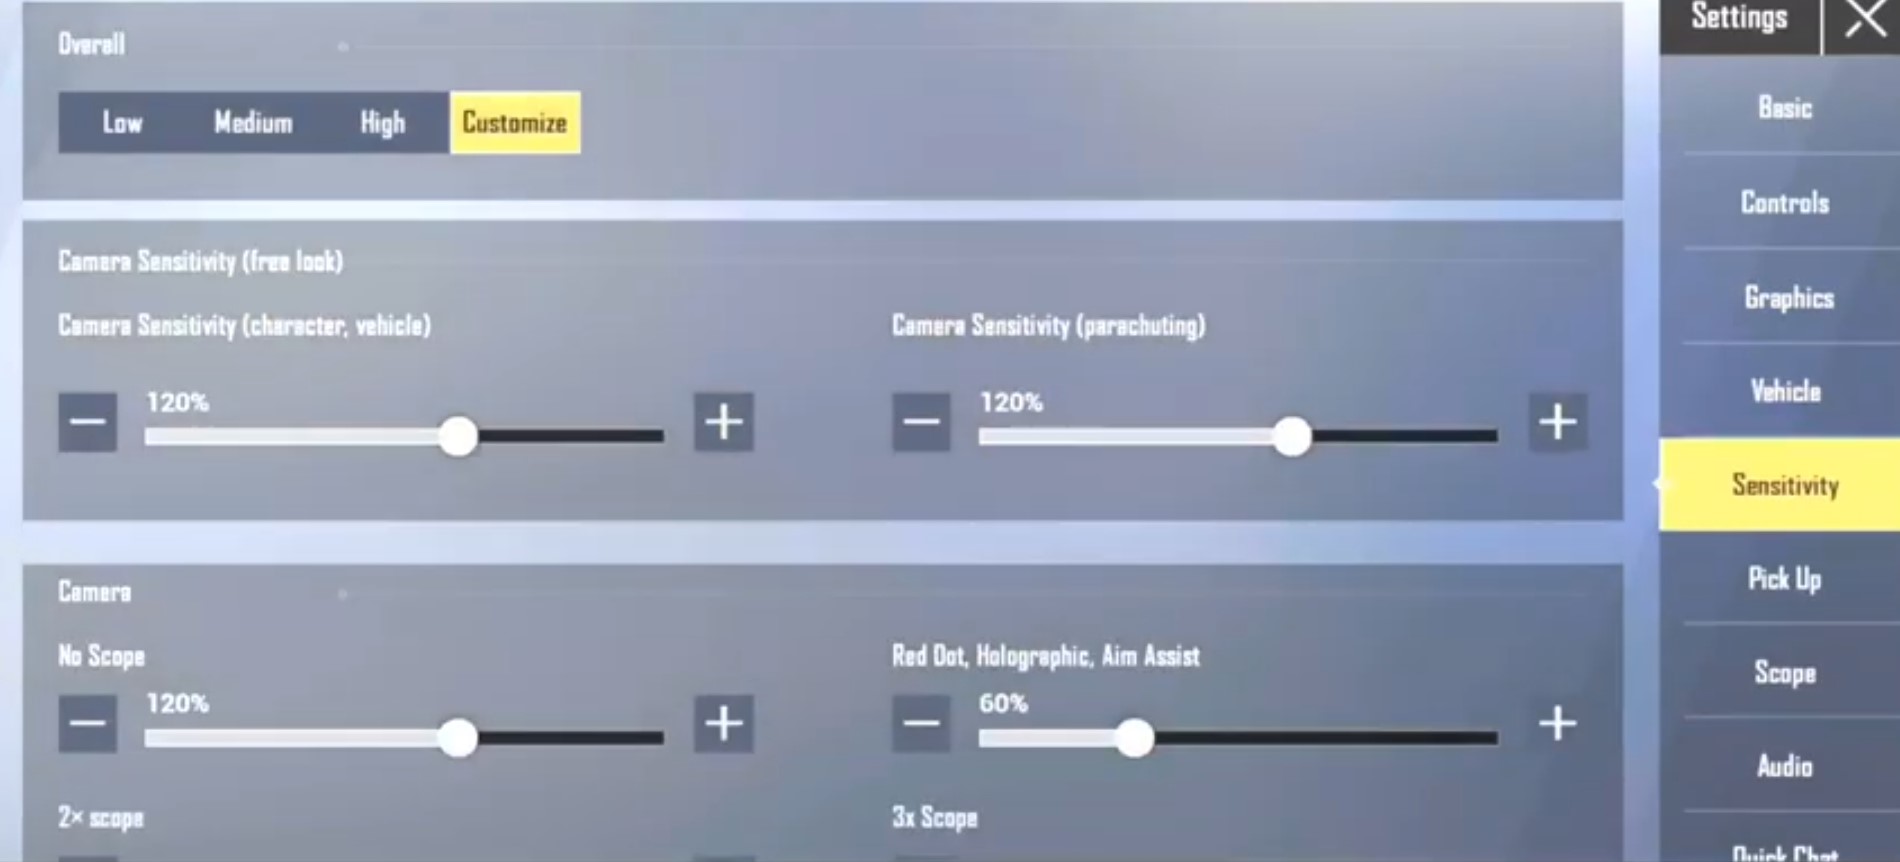 Overall
Low Medium High Customize
Camera Sensitivity (free look)
Camera Sensitivity (character, vehicle)
120%
Camera Sensitivity (parachuting)
120%
Camera
No Scope
120%
Red Dot, Holographic, Aim Assist
60%
2× scope
3x Scope
Settings
Basic
Controls
Graphics
Vehicle
Sensitivity
Pick Up
Scope
Audio
Quick Chat